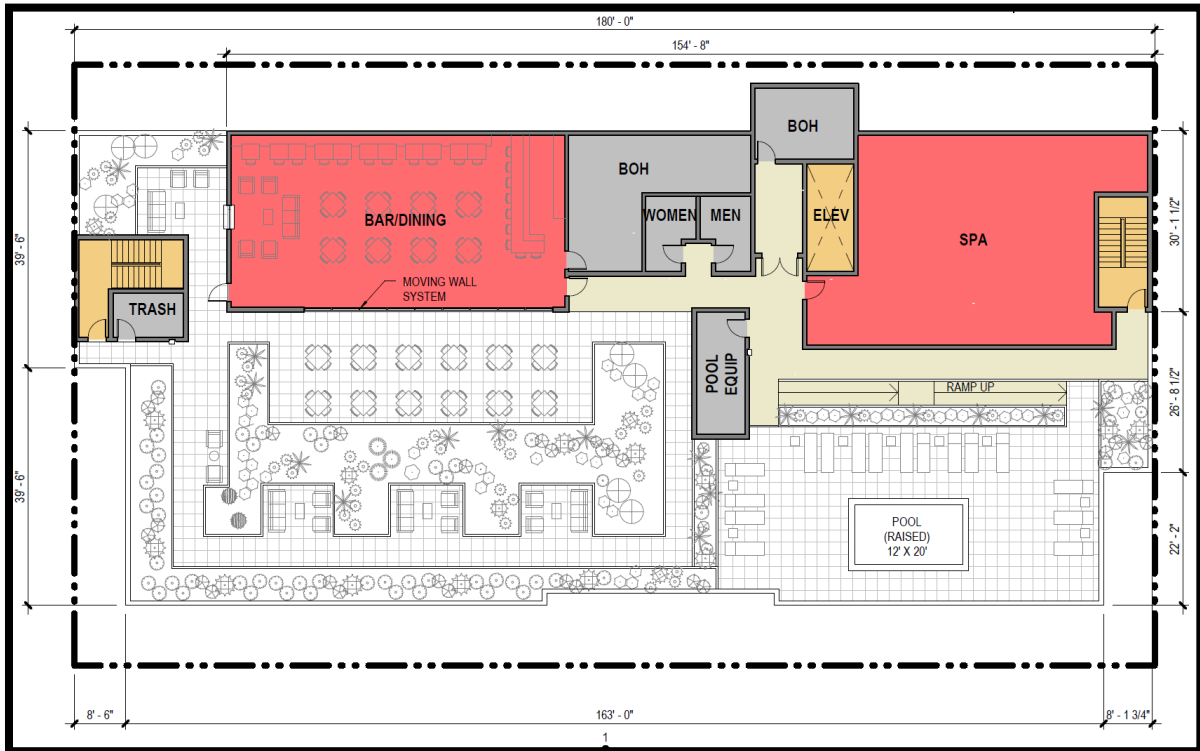 180' - 0"
154' - 8"
BOH
BOH
WOMEN
MEN
ELEV
BAR/DINING
SPA
MOVING WALL
SYSTEM
TRASH
POOL
EQUIP
RAMP UP
POOL
(RAISED)
12' X 20'
39' - 6"
39' - 6"
30' - 1 1/2"
26' - 8 1/2"
22' - 2"
8' - 6"
163' - 0"
8' - 1 3/4"
1